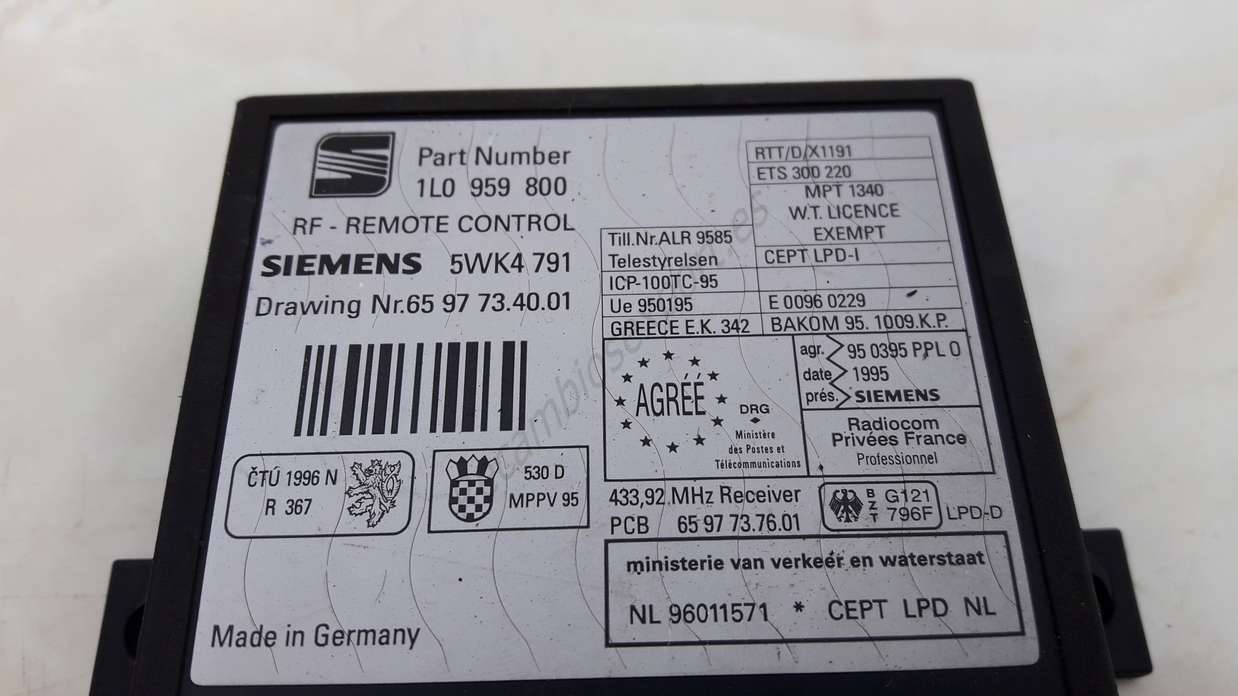 Part Number
1L0 959 800
RF - REMOTE CONTROL
SIEMENS 5WK4 791
Drawing Nr.65 97 73.40.01
ČTÚ 1996 N
R 367
530 D
MPPV 95
Made in Germany
RTT/D/X1191
ETS 300 220
MPT 1340
W.T. LICENCE
EXEMPT
Till.Nr.ALR 9585
Telestyrelsen
CEPT LPD-I
ICP-100TC-95
Ue 950195
E 0096 0229
GREECE E.K. 342
BAKOM 95. 1009.K.P.
AGRÉÉ
DRG
Ministère
des Postes et
Télécommunications
agr. 95 0395 PPL 0
date 1995
prés. SIEMENS
Radiocom
Privées France
Professionnel
433,92 MHz Receiver
PCB 65 97 73.76.01
BZT G121
796F
LPD-D
ministerie van verkeer en waterstaat
NL 96011571 * CEPT LPD NL